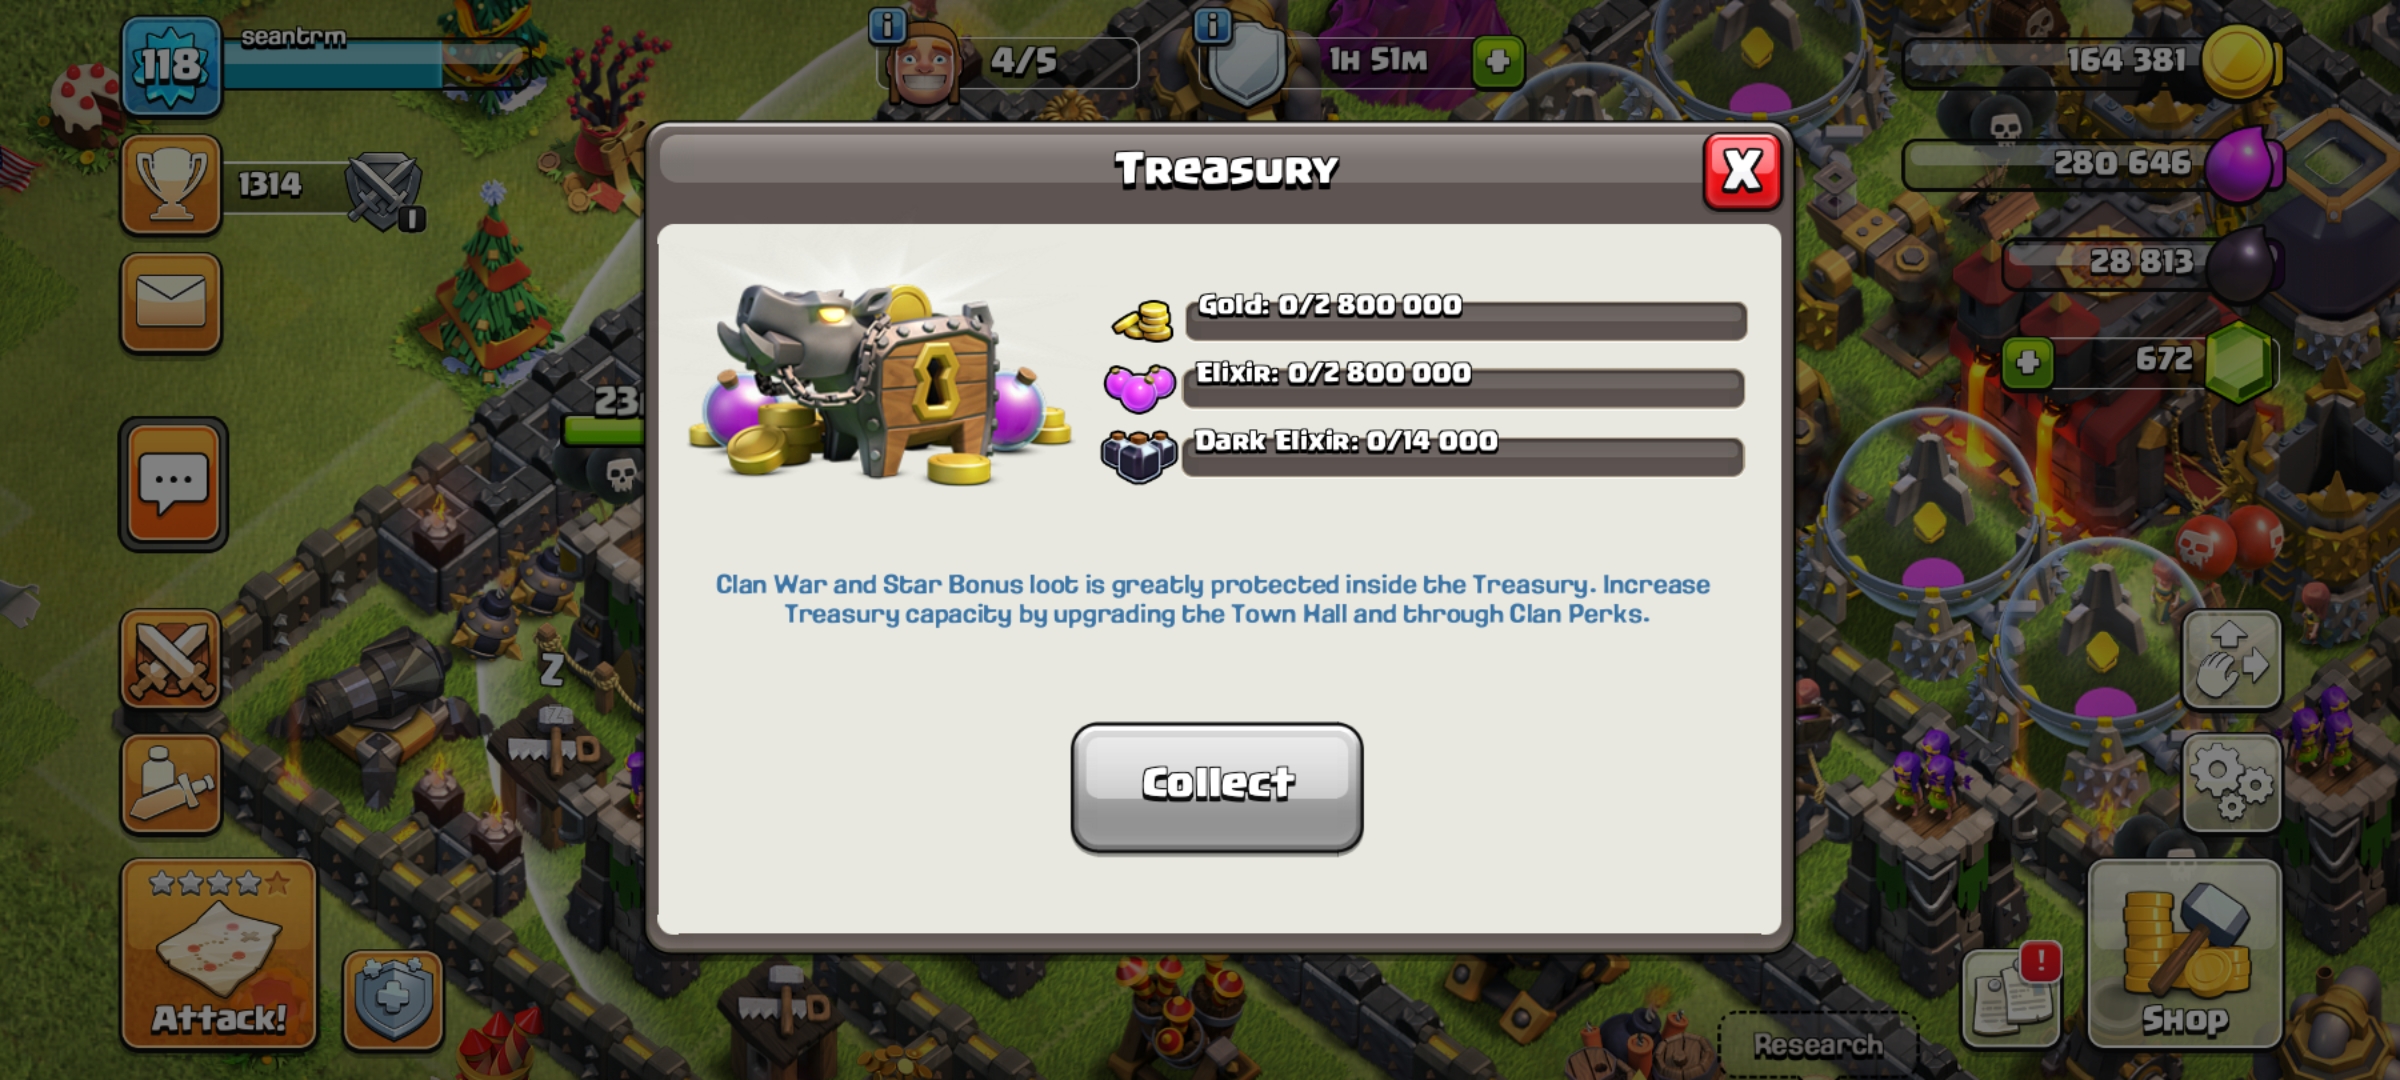 118
seantrm
4/5
1H 51M
164 381
1314
I
280 646
28 813
672
Treasury
X
Gold: 0/2 800 000
Elixir: 0/2 800 000
Dark Elixir: 0/14 000
Clan War and Star Bonus loot is greatly protected inside the Treasury. Increase
Treasury capacity by upgrading the Town Hall and through Clan Perks.
Collect
Z
Z
Attack!
!
Shop
Research